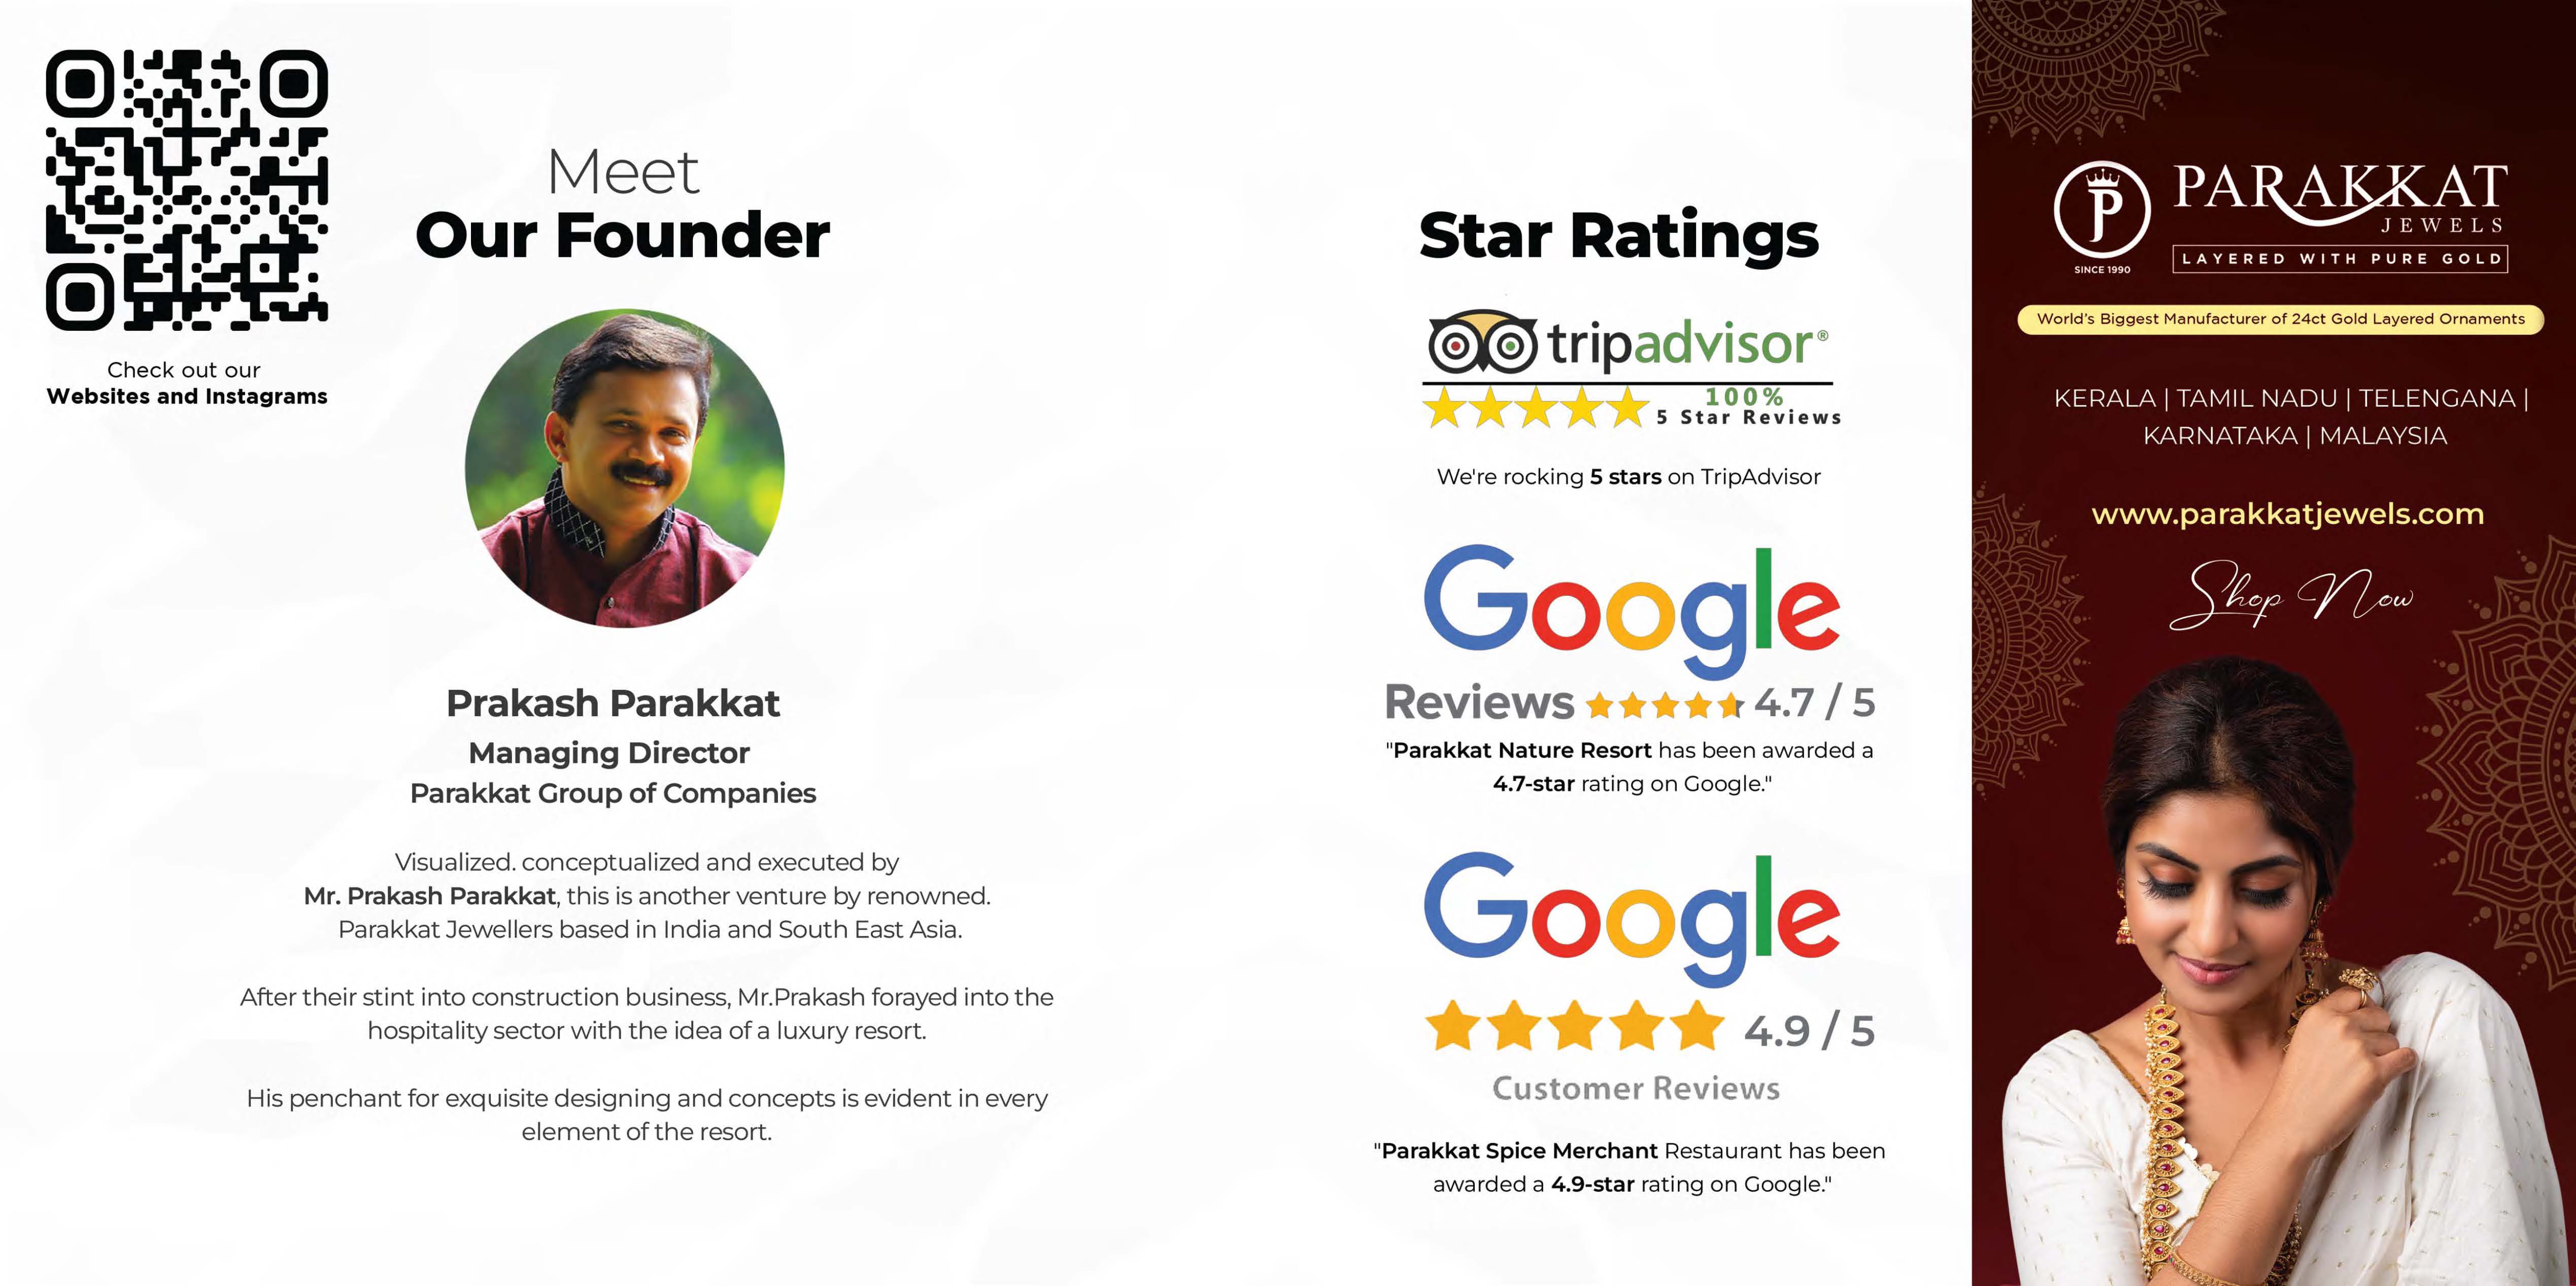 Check out our
Websites and Instagrams
Meet
Our Founder
Prakash Parakkat
Managing Director
Parakkat Group of Companies
Visualized. conceptualized and executed by
Mr. Prakash Parakkat, this is another venture by renowned.
Parakkat Jewellers based in India and South East Asia.
After their stint into construction business, Mr.Prakash forayed into the
hospitality sector with the idea of a luxury resort.
His penchant for exquisite designing and concepts is evident in every
element of the resort.
Star Ratings
tripadvisor®
100%
5 Star Reviews
We're rocking 5 stars on TripAdvisor
Google
Reviews 4.7 / 5
"Parakkat Nature Resort has been awarded a
4.7-star rating on Google."
Google
4.9 / 5
Customer Reviews
"Parakkat Spice Merchant Restaurant has been
awarded a 4.9-star rating on Google."
P
SINCE 1990
PARAKKAT
JEWELS
LAYERED WITH PURE GOLD
World's Biggest Manufacturer of 24ct Gold Layered Ornaments
KERALA | TAMIL NADU | TELENGANA |
KARNATAKA | MALAYSIA
www.parakkatjewels.com
Shop Now